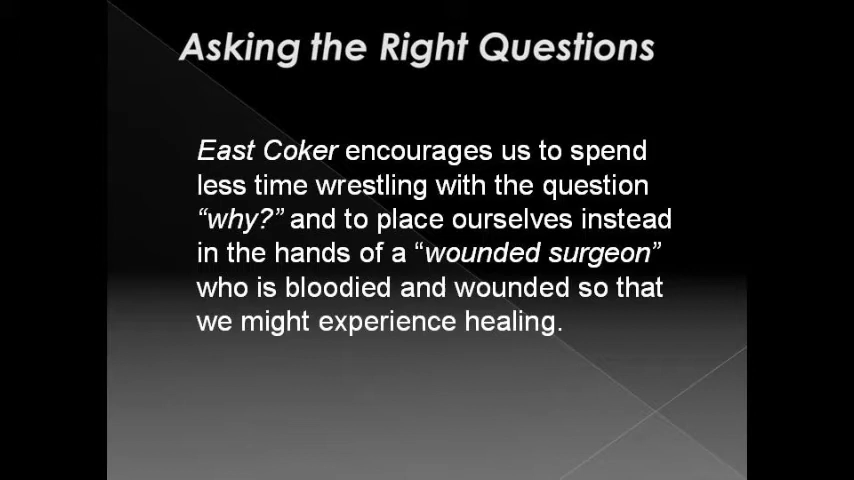 Asking the Right Questions
East Coker encourages us to spend
less time wrestling with the question
“why?” and to place ourselves instead
in the hands of a “wounded surgeon”
who is bloodied and wounded so that
we might experience healing.